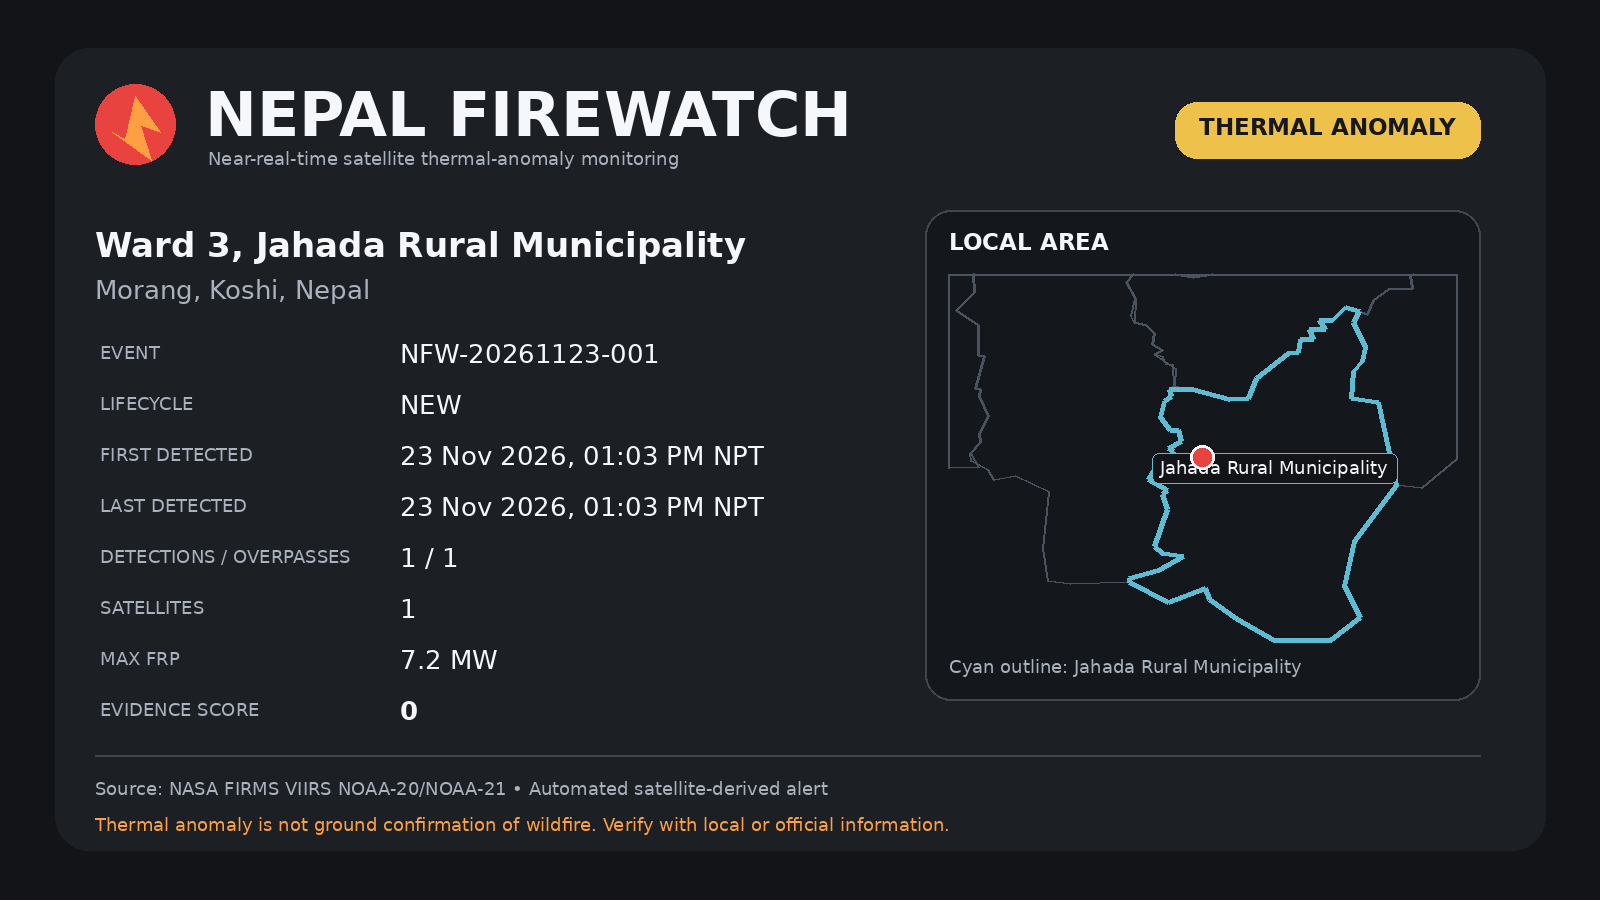 NEPAL FIREWATCH
Near-real-time satellite thermal-anomaly monitoring
THERMAL ANOMALY
Ward 3, Jahada Rural Municipality
Morang, Koshi, Nepal
EVENT NFW-20261123-001
LIFECYCLE NEW
FIRST DETECTED 23 Nov 2026, 01:03 PM NPT
LAST DETECTED 23 Nov 2026, 01:03 PM NPT
DETECTIONS / OVERPASSES 1 / 1
SATELLITES 1
MAX FRP 7.2 MW
EVIDENCE SCORE 0
LOCAL AREA
Jahada Rural Municipality
Cyan outline: Jahada Rural Municipality
Source: NASA FIRMS VIIRS NOAA-20/NOAA-21 • Automated satellite-derived alert
Thermal anomaly is not ground confirmation of wildfire. Verify with local or official information.